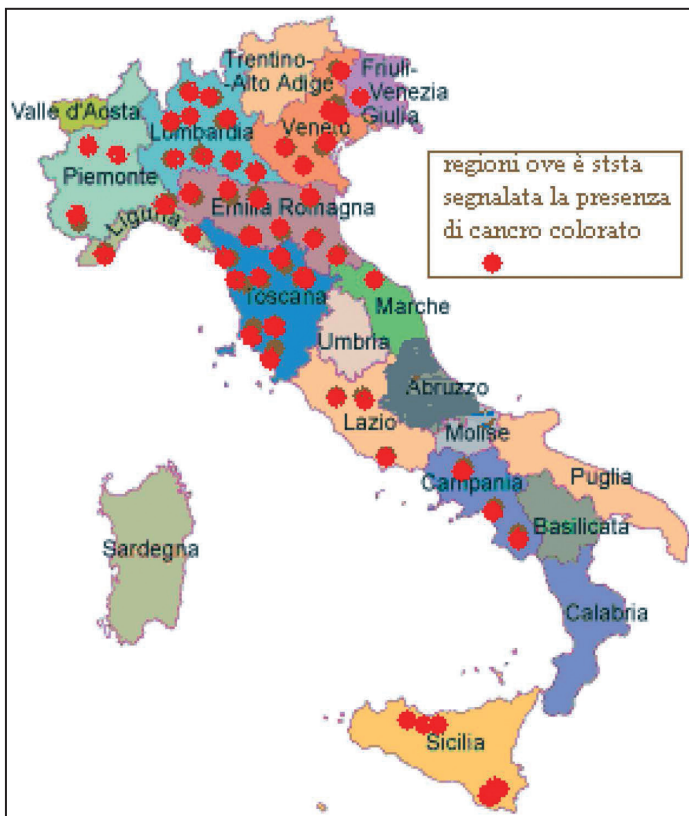 Trentino-
-Alto Adige
Friuli-
Venezia
Giulia
Valle d'Aosta
Lombardia
Veneto
Piemonte
Liguria
Emilia Romagna
regioni ove è ststa
segnalata la presenza
di cancro colorato
Toscana
Marche
Umbria
Abruzzo
Lazio
Molise
Campania
Puglia
Basilicata
Sardegna
Calabria
Sicilia